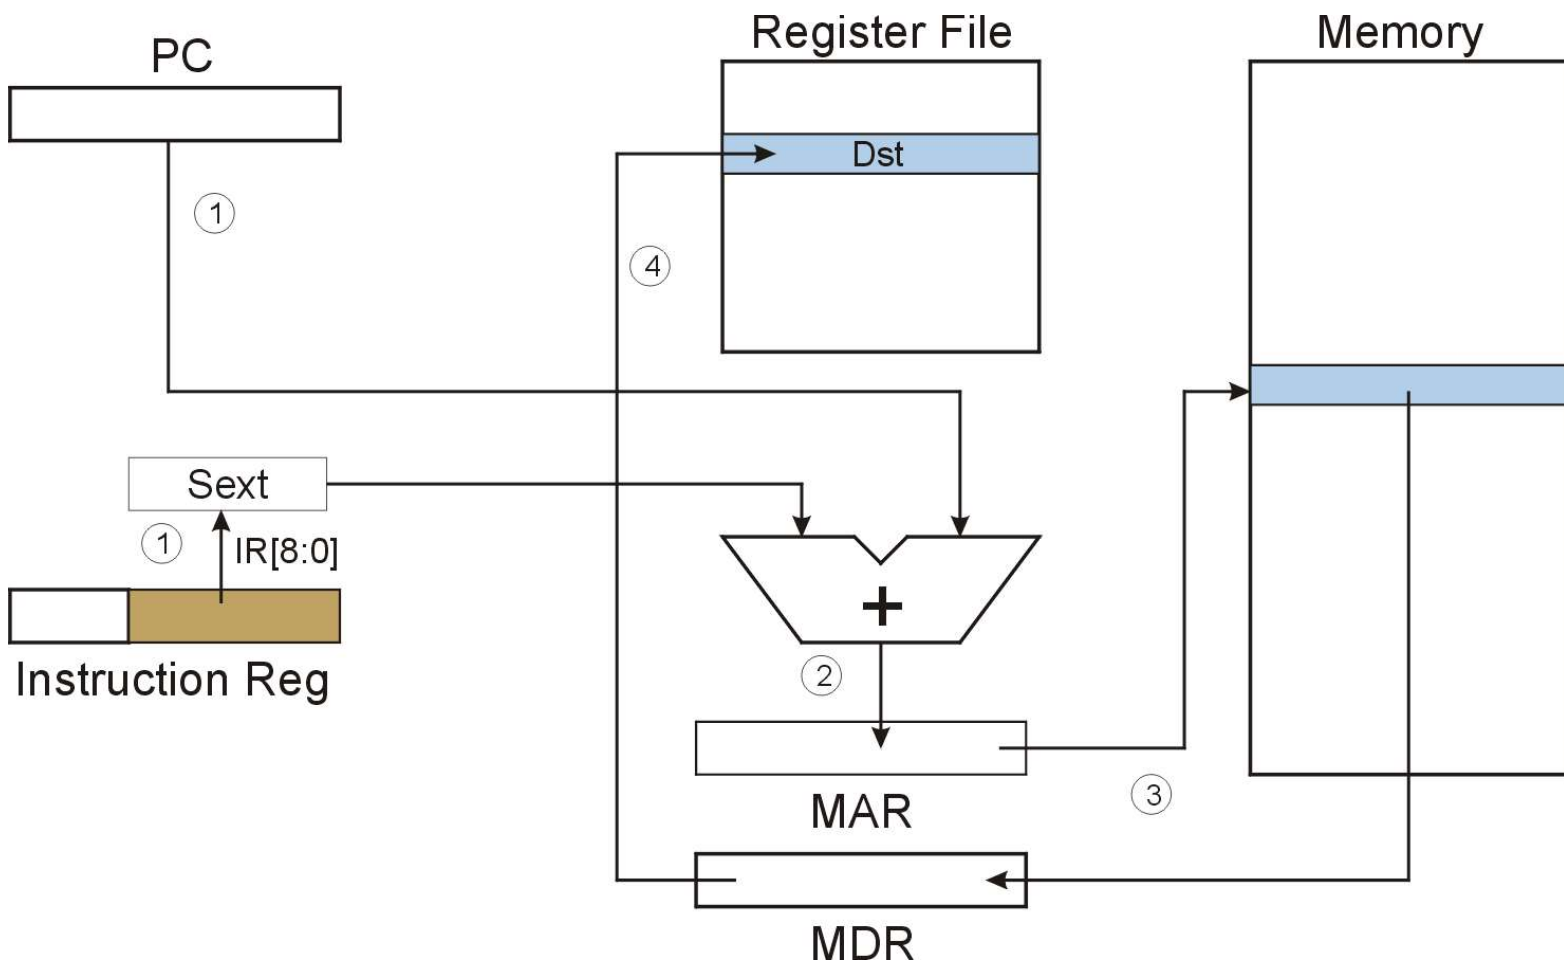 Register File
Memory
PC
Dst
1
4
Sext
1
IR[8:0]
+
Instruction Reg
2
3
MAR
MDR